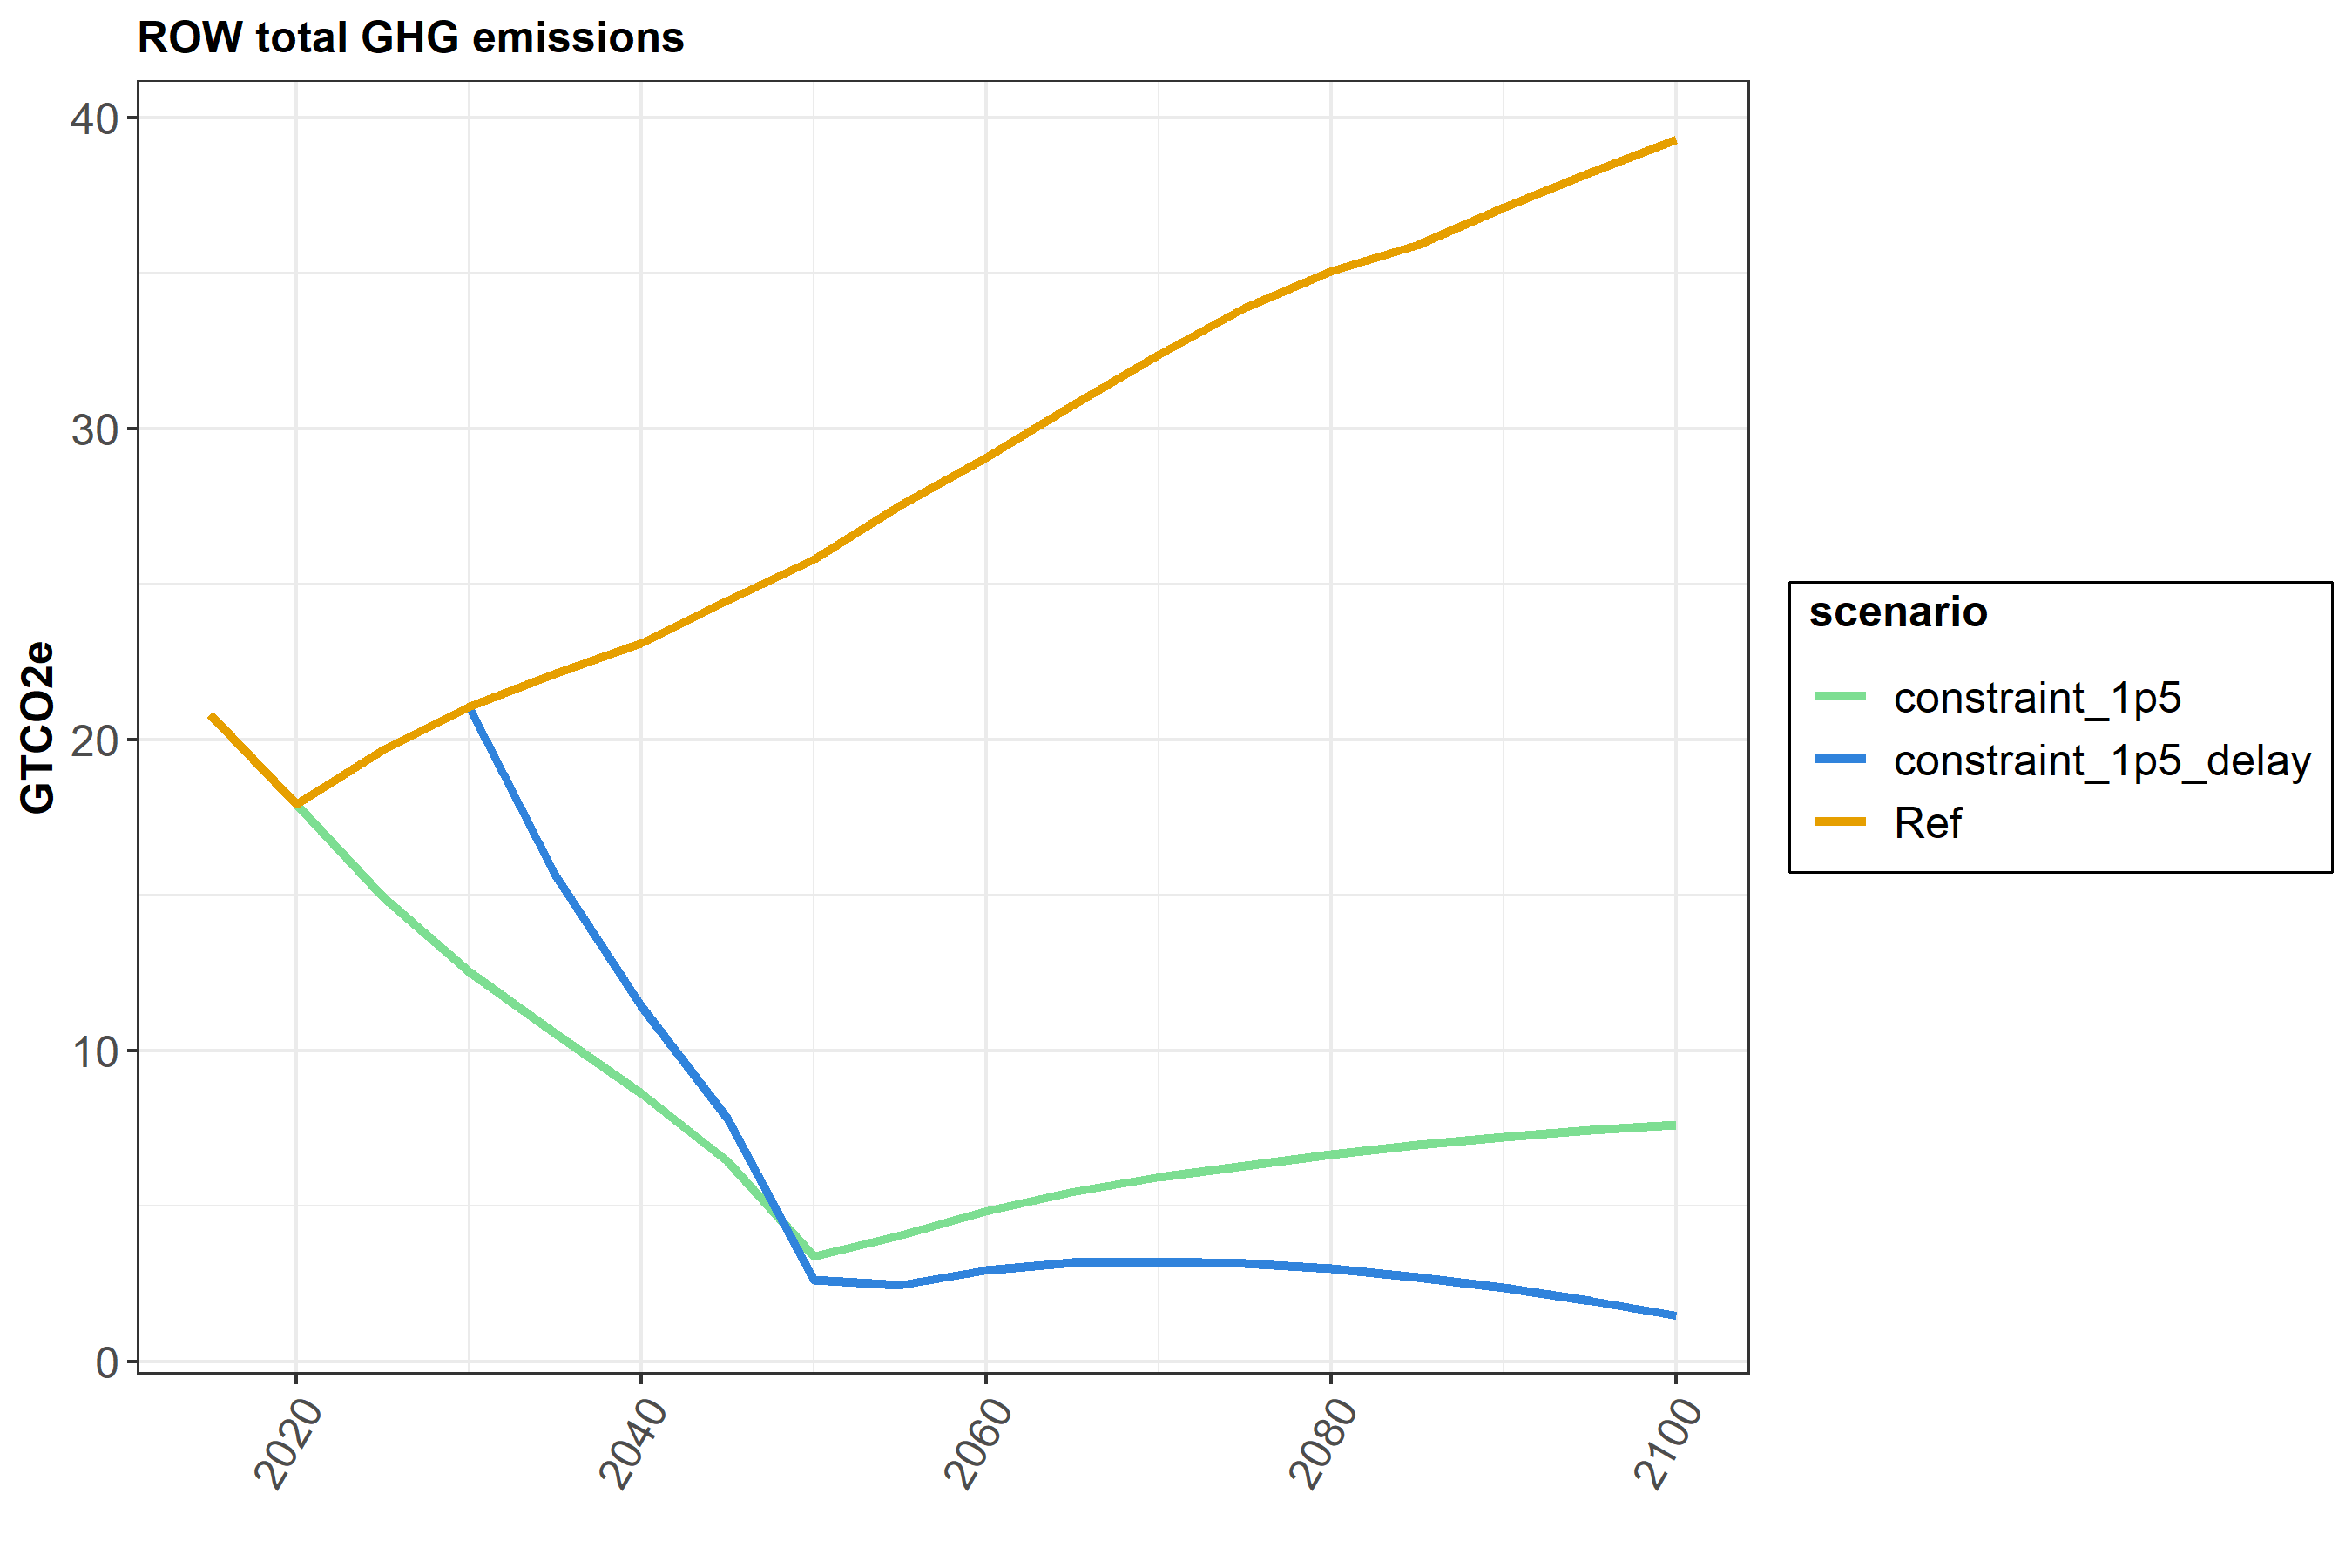 ROW total GHG emissions
GTCO2e
40
30
20
10
0
2020
2040
2060
2080
2100
scenario
constraint_1p5
constraint_1p5_delay
Ref